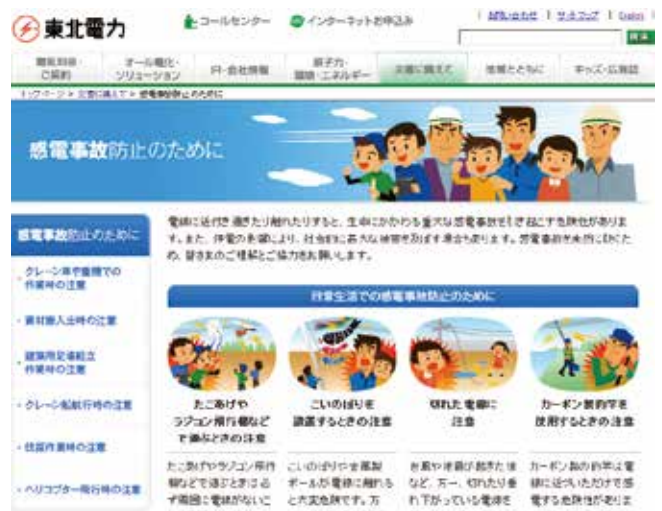 東北電力
コールセンター
インターネットお申込み
検索
電気料金・
ご契約
オール電化・
ソリューション
IR・会社情報
原子力・
環境・エネルギー
災害に備えて
地域とともに
キッズ・広報誌
トップページ > 災害に備えて > 感電事故防止のために
感電事故防止のために
感電事故防止のために
クレーン車や重機での
作業時の注意
資材搬入出時の注意
建築用足場組立
作業時の注意
クレーン船航行時の注意
伐採作業時の注意
ヘリコプター飛行時の注意
電線に近付き過ぎたり触れたりすると、生命にかかわる重大な感電事故を引き起こす危険性がありま
す。また、停電の影響により、社会的に甚大な被害を及ぼす場合もあります。感電事故を未然に防ぐた
め、皆さまのご理解とご協力をお願いします。
日常生活での感電事故防止のために
たこあげや
ラジコン飛行機など
で遊ぶときの注意
こいのぼりを
設置するときの注意
切れた電線に
注意
カーボン製釣竿を
使用するときの注意
たこあげやラジコン飛行
機などで遊ぶときは必
ず周囲に電線がないこ
こいのぼりや金属製
ポールが電線に触れる
と大変危険です。万
台風や地震が起きた後
など、万一、切れたり垂
れ下がっている電線を
カーボン製の釣竿は電
線に近づいただけで感
電する危険性がありま